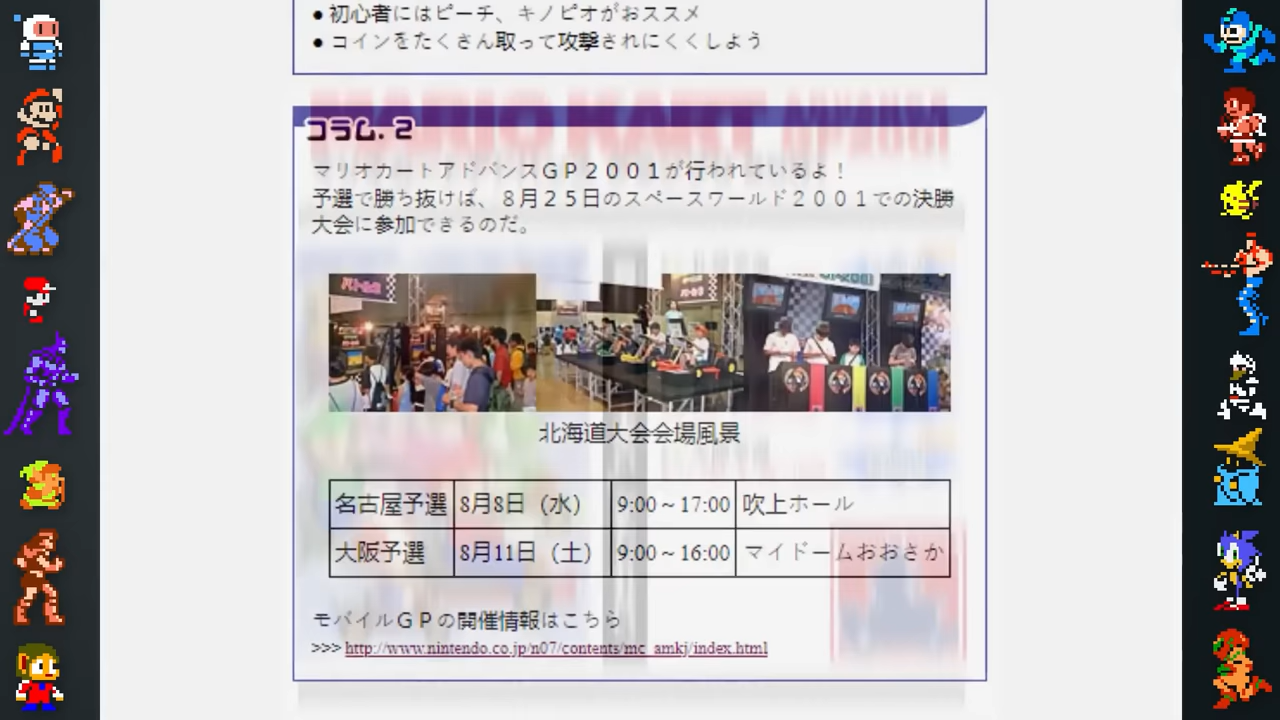 ● 初心者にはピーチ、キノピオがおススメ
● コインをたくさん取って攻撃されにくくしよう
コラム. 2
マリオカートアドバンスＧＰ２００１が行われているよ！
予選で勝ち抜けば、８月２５日のスペースワールド２００１での決勝
大会に参加できるのだ。
北海道大会会場風景
名古屋予選 8月8日（水） 9:00～17:00 吹上ホール
大阪予選 8月11日（土） 9:00～16:00 マイドームおおさか
モバイルＧＰの開催情報はこちら
>>> http://www.nintendo.co.jp/n07/contents/mc_amkj/index.html